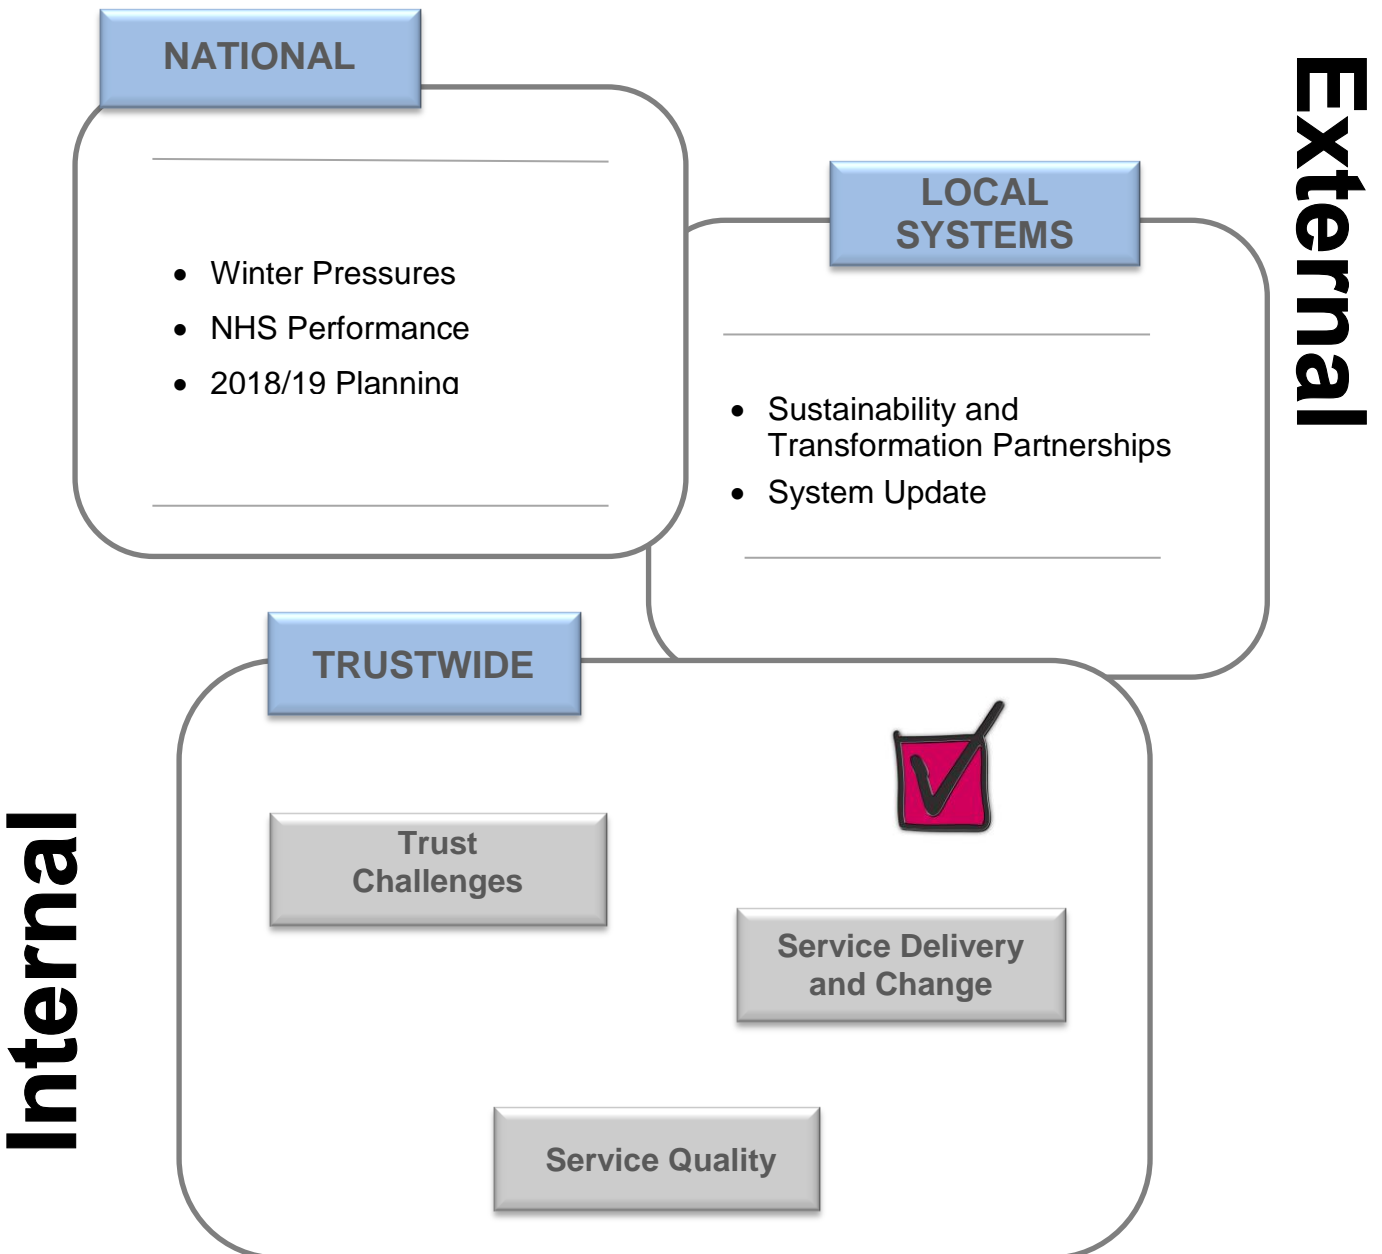 NATIONAL
External
• Winter Pressures
• NHS Performance
• 2018/19 Planning
LOCAL
SYSTEMS
• Sustainability and
Transformation Partnerships
• System Update
TRUSTWIDE
Internal
Trust
Challenges
Service Delivery
and Change
Service Quality